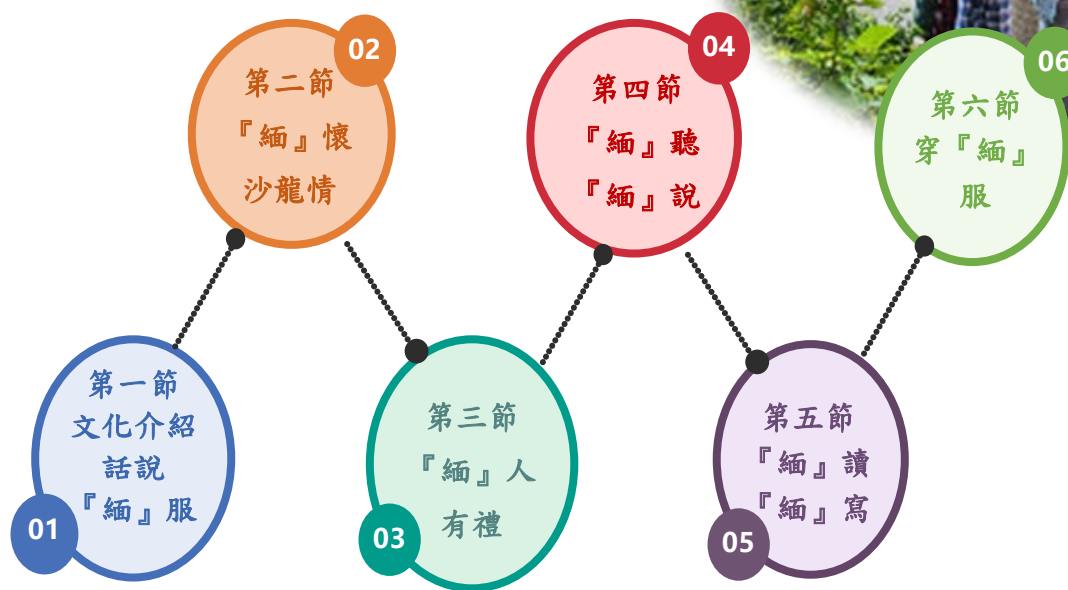 01
第一節
文化介紹
話說
『緬』服
02
第二節
『緬』懷
沙龍情
03
第三節
『緬』人
有禮
04
第四節
『緬』聽
『緬』說
05
第五節
『緬』讀
『緬』寫
06
第六節
穿『緬』
服